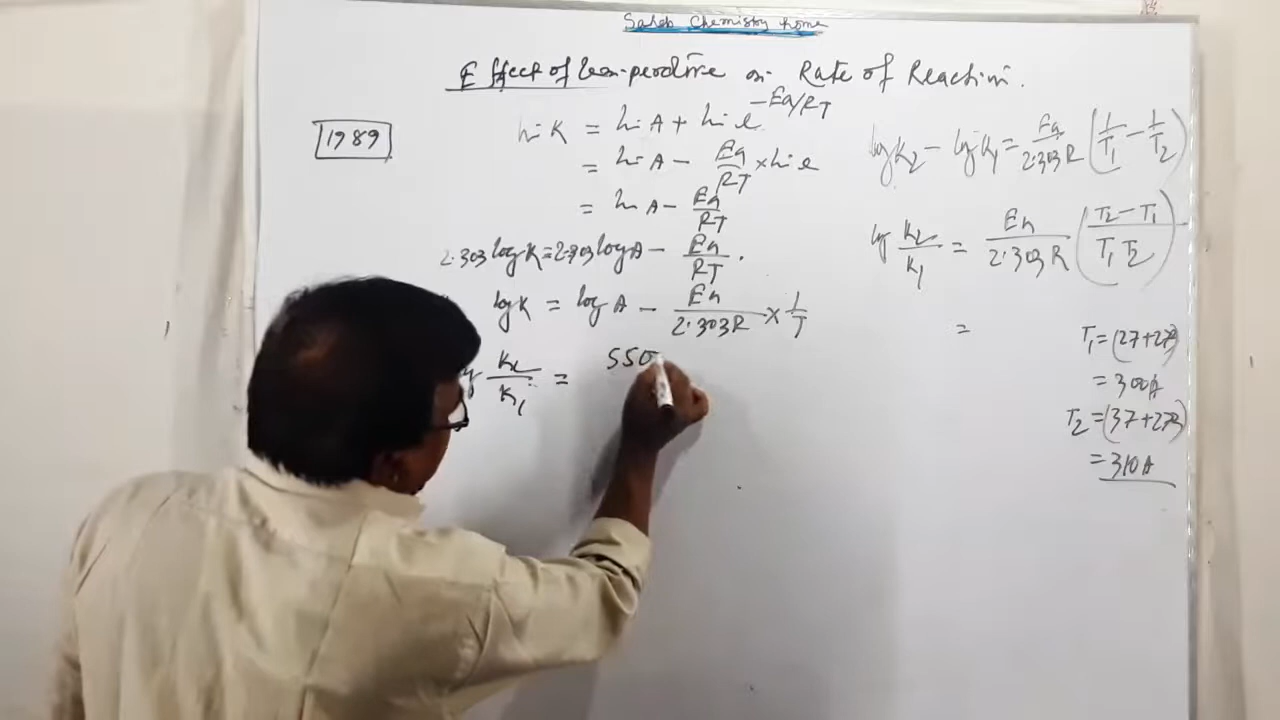 Saheb Chemistry home
Effect of Temperature on Rate of Reaction.
1989
ln K = ln A + ln e^-Ea/RT
= ln A - Ea/RT × ln e
= ln A - Ea/RT
2.303 log K = 2.303 log A - Ea/RT .
log K = log A - Ea/2.303R × 1/T
K2/K1 = 550
log K2 - log K1 = Ea/2.303R (1/T1 - 1/T2)
log K2/K1 = Ea/2.303R (T2 - T1/T1 T2)
=
T1 = (27+273)
= 300A
T2 = (37+273)
= 310A